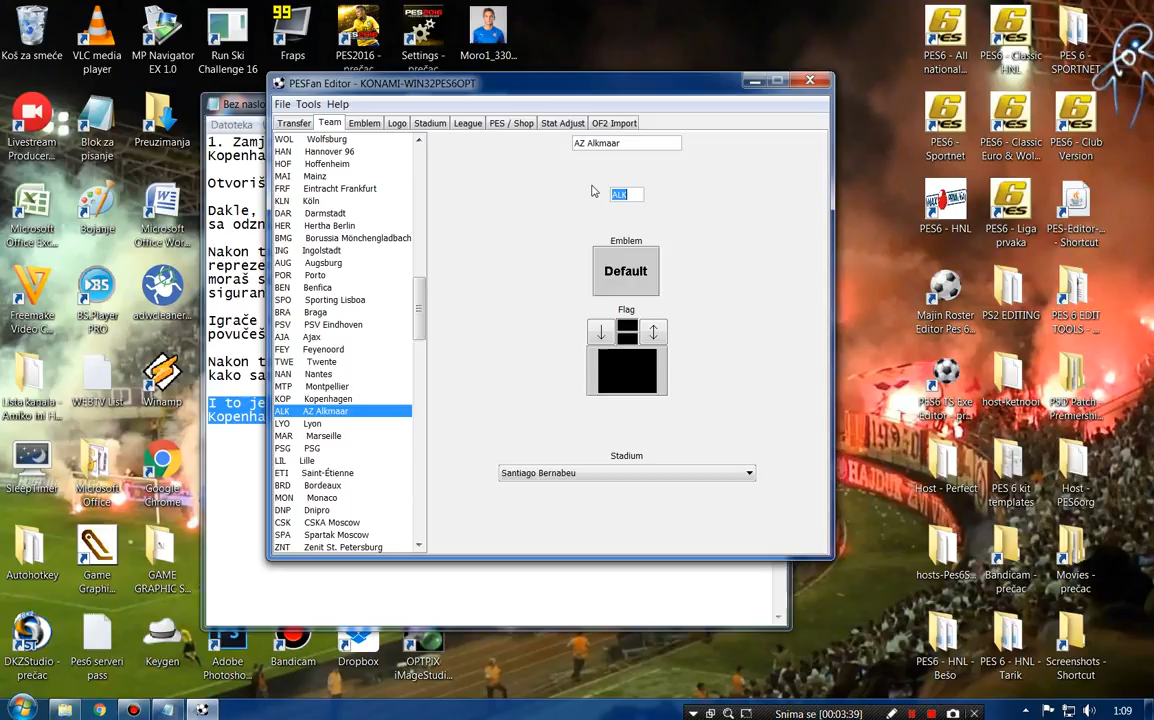 Koš za smeće
VLC media player
MP Navigator EX 1.0
Run Ski Challenge 16
99
Fraps
PES2016 - prečac
Settings - prečac
Moro1_330...
PES6 - All national...
PES6 - Classic HNL
PES 6 - SPORTNET
Livestream Producer...
Blok za pisanje
Preuzimanja
PES6 - Sportnet
PES6 - Classic Euro & Wol...
PES6 - Club Version
Microsoft Office Exc...
Bojanje
Microsoft Office Wor...
PES6 - HNL
PES6 - Liga prvaka
PES-Editor-... - Shortcut
Freemake Video C...
BS.Player PRO
adwcleaner...
Majin Roster Editor Pes 6...
PS2 EDITING
PES 6 EDIT TOOLS - ...
Lista kanala - Amiko ini H...
WEBTV List
Winamp
PES6 TS Exe Editor - pr...
host-ketnooi
PSD Patch - Premiershi...
SleepTimer
Microsoft Office
Google Chrome
Host - Perfect
PES 6 kit templates
Host - PES6org
Autohotkey
Game Graphi...
GAME GRAPHIC S...
hosts-Pes6S...
Bandicam - prečac
Movies - prečac
DKZStudio - prečac
Pes6 serveri pass
Keygen
Adobe Photosho...
Bandicam
Dropbox
OPTPiX iMageStudi...
PES6 - HNL - Bešo
PES 6 - HNL - Tarik
Screenshots - Shortcut
Bez naslo
Datoteka
1. Zamj
Kopenha
Otvoriš
Dakle,
sa odzn
Nakon t
repreze
moraš s
siguran
Igrače
povučeš
Nakon t
kako sa
I to je
Kopenha
PESFan Editor - KONAMI-WIN32PES6OPT
File Tools Help
Transfer Team Emblem Logo Stadium League PES / Shop Stat Adjust OF2 Import
WOL Wolfsburg
HAN Hannover 96
HOF Hoffenheim
MAI Mainz
FRF Eintracht Frankfurt
KLN Köln
DAR Darmstadt
HER Hertha Berlin
BMG Borussia Mönchengladbach
ING Ingolstadt
AUG Augsburg
POR Porto
BEN Benfica
SPO Sporting Lisboa
BRA Braga
PSV PSV Eindhoven
AJA Ajax
FEY Feyenoord
TWE Twente
NAN Nantes
MTP Montpellier
KOP Kopenhagen
ALK AZ Alkmaar
LYO Lyon
MAR Marseille
PSG PSG
LIL Lille
ETI Saint-Étienne
BRD Bordeaux
MON Monaco
DNP Dnipro
CSK CSKA Moscow
SPA Spartak Moscow
ZNT Zenit St. Petersburg
AZ Alkmaar
ALK
Emblem
Default
Flag
Stadium
Santiago Bernabeu
HAJDUK
Snima se [00:03:39]
1:09